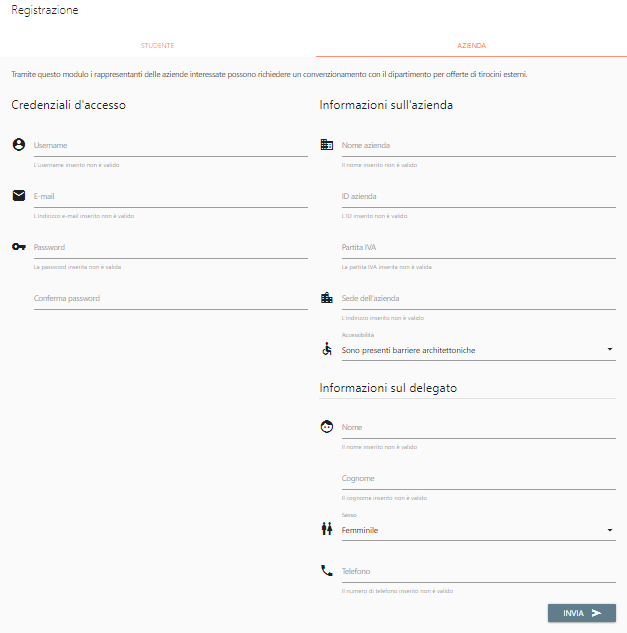 Registrazione
STUDENTE
AZIENDA
Tramite questo modulo i rappresentanti delle aziende interessate possono richiedere un convenzionamento con il dipartimento per offerte di tirocini esterni.
Credenziali d'accesso
Username
L'username inserito non è valido
E-mail
L'indirizzo e-mail inserito non è valido
Password
La password inserita non è valida
Conferma password
Informazioni sull'azienda
Nome azienda
Il nome inserito non è valido
ID azienda
L'ID inserito non è valido
Partita IVA
La partita IVA inserita non è valida
Sede dell'azienda
L'indirizzo inserito non è valido
Accessibilità
Sono presenti barriere architettoniche
Informazioni sul delegato
Nome
Il nome inserito non è valido
Cognome
Il cognome inserito non è valido
Sesso
Femminile
Telefono
Il numero di telefono inserito non è valido
INVIA